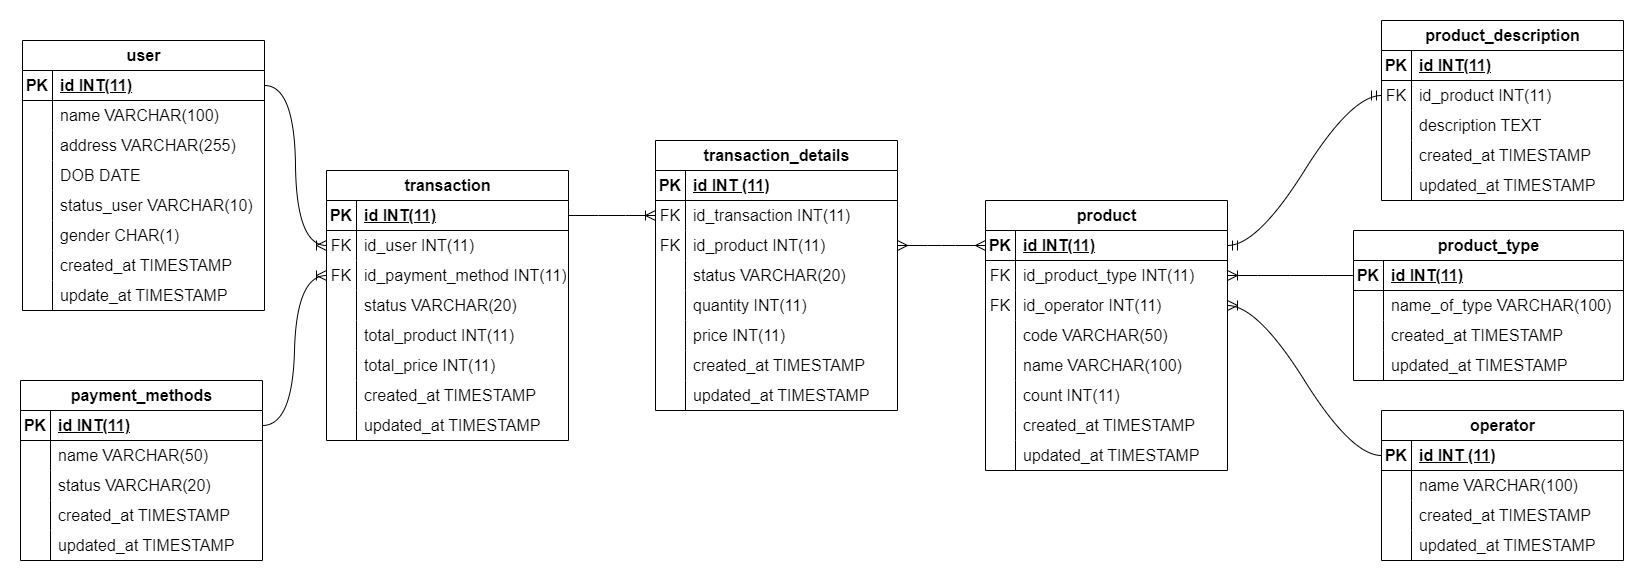 user
PK id INT(11)
name VARCHAR(100)
address VARCHAR(255)
DOB DATE
status_user VARCHAR(10)
gender CHAR(1)
created_at TIMESTAMP
update_at TIMESTAMP
payment_methods
PK id INT(11)
name VARCHAR(50)
status VARCHAR(20)
created_at TIMESTAMP
updated_at TIMESTAMP
transaction
PK id INT(11)
FK id_user INT(11)
FK id_payment_method INT(11)
status VARCHAR(20)
total_product INT(11)
total_price INT(11)
created_at TIMESTAMP
updated_at TIMESTAMP
transaction_details
PK id INT (11)
FK id_transaction INT(11)
FK id_product INT(11)
status VARCHAR(20)
quantity INT(11)
price INT(11)
created_at TIMESTAMP
updated_at TIMESTAMP
product
PK id INT(11)
FK id_product_type INT(11)
FK id_operator INT(11)
code VARCHAR(50)
name VARCHAR(100)
count INT(11)
created_at TIMESTAMP
updated_at TIMESTAMP
product_description
PK id INT(11)
FK id_product INT(11)
description TEXT
created_at TIMESTAMP
updated_at TIMESTAMP
product_type
PK id INT(11)
name_of_type VARCHAR(100)
created_at TIMESTAMP
updated_at TIMESTAMP
operator
PK id INT (11)
name VARCHAR(100)
created_at TIMESTAMP
updated_at TIMESTAMP